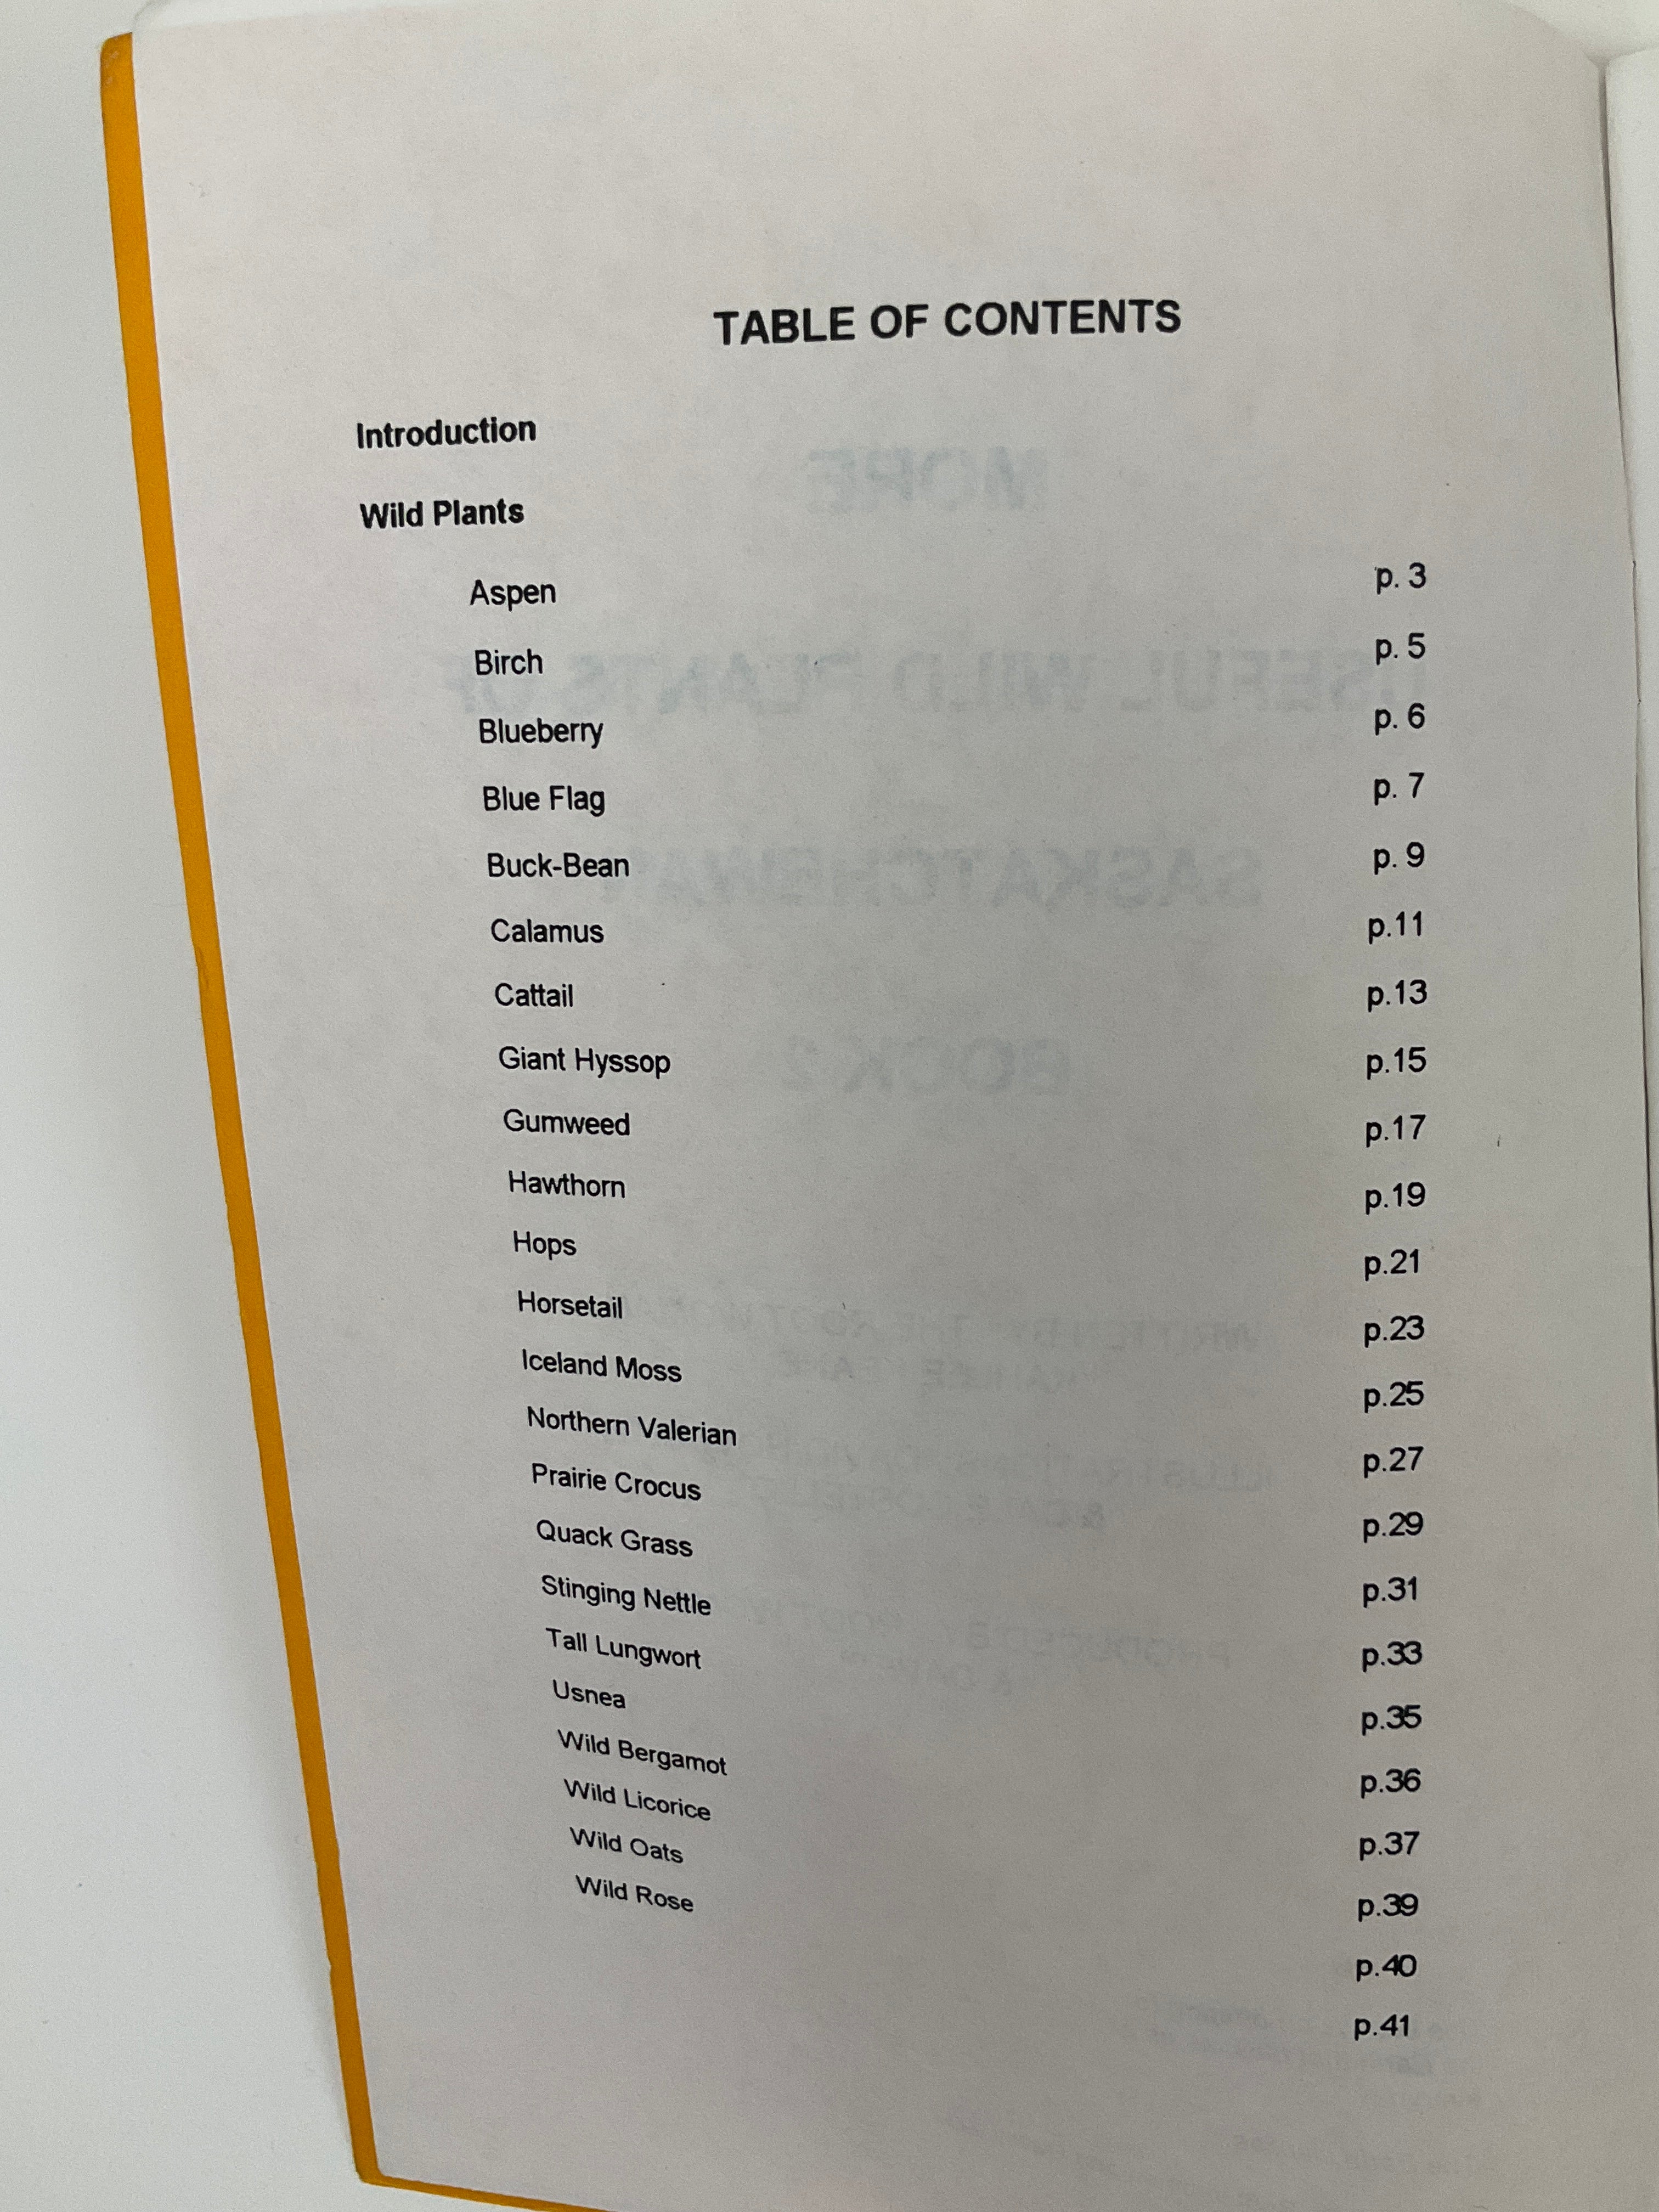 TABLE OF CONTENTS
Introduction
Wild Plants
Aspen p. 3
Birch p. 5
Blueberry p. 6
Blue Flag p. 7
Buck-Bean p. 9
Calamus p.11
Cattail p.13
Giant Hyssop p.15
Gumweed p.17
Hawthorn p.19
Hops p.21
Horsetail p.23
Iceland Moss p.25
Northern Valerian p.27
Prairie Crocus p.29
Quack Grass p.31
Stinging Nettle p.33
Tall Lungwort p.35
Usnea p.36
Wild Bergamot p.37
Wild Licorice p.39
Wild Oats p.40
Wild Rose p.41